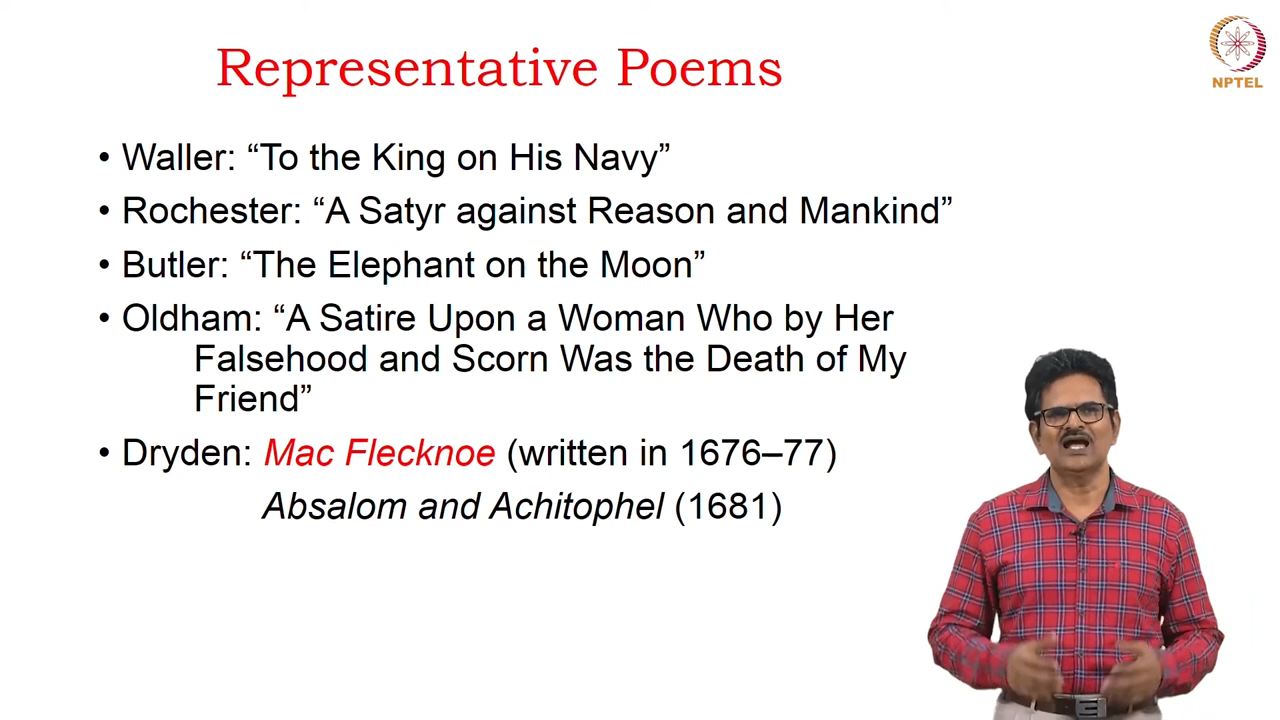 Representative Poems
NPTEL
• Waller: “To the King on His Navy”
• Rochester: “A Satyr against Reason and Mankind”
• Butler: “The Elephant on the Moon”
• Oldham: “A Satire Upon a Woman Who by Her
Falsehood and Scorn Was the Death of My
Friend”
• Dryden: Mac Flecknoe (written in 1676–77)
Absalom and Achitophel (1681)